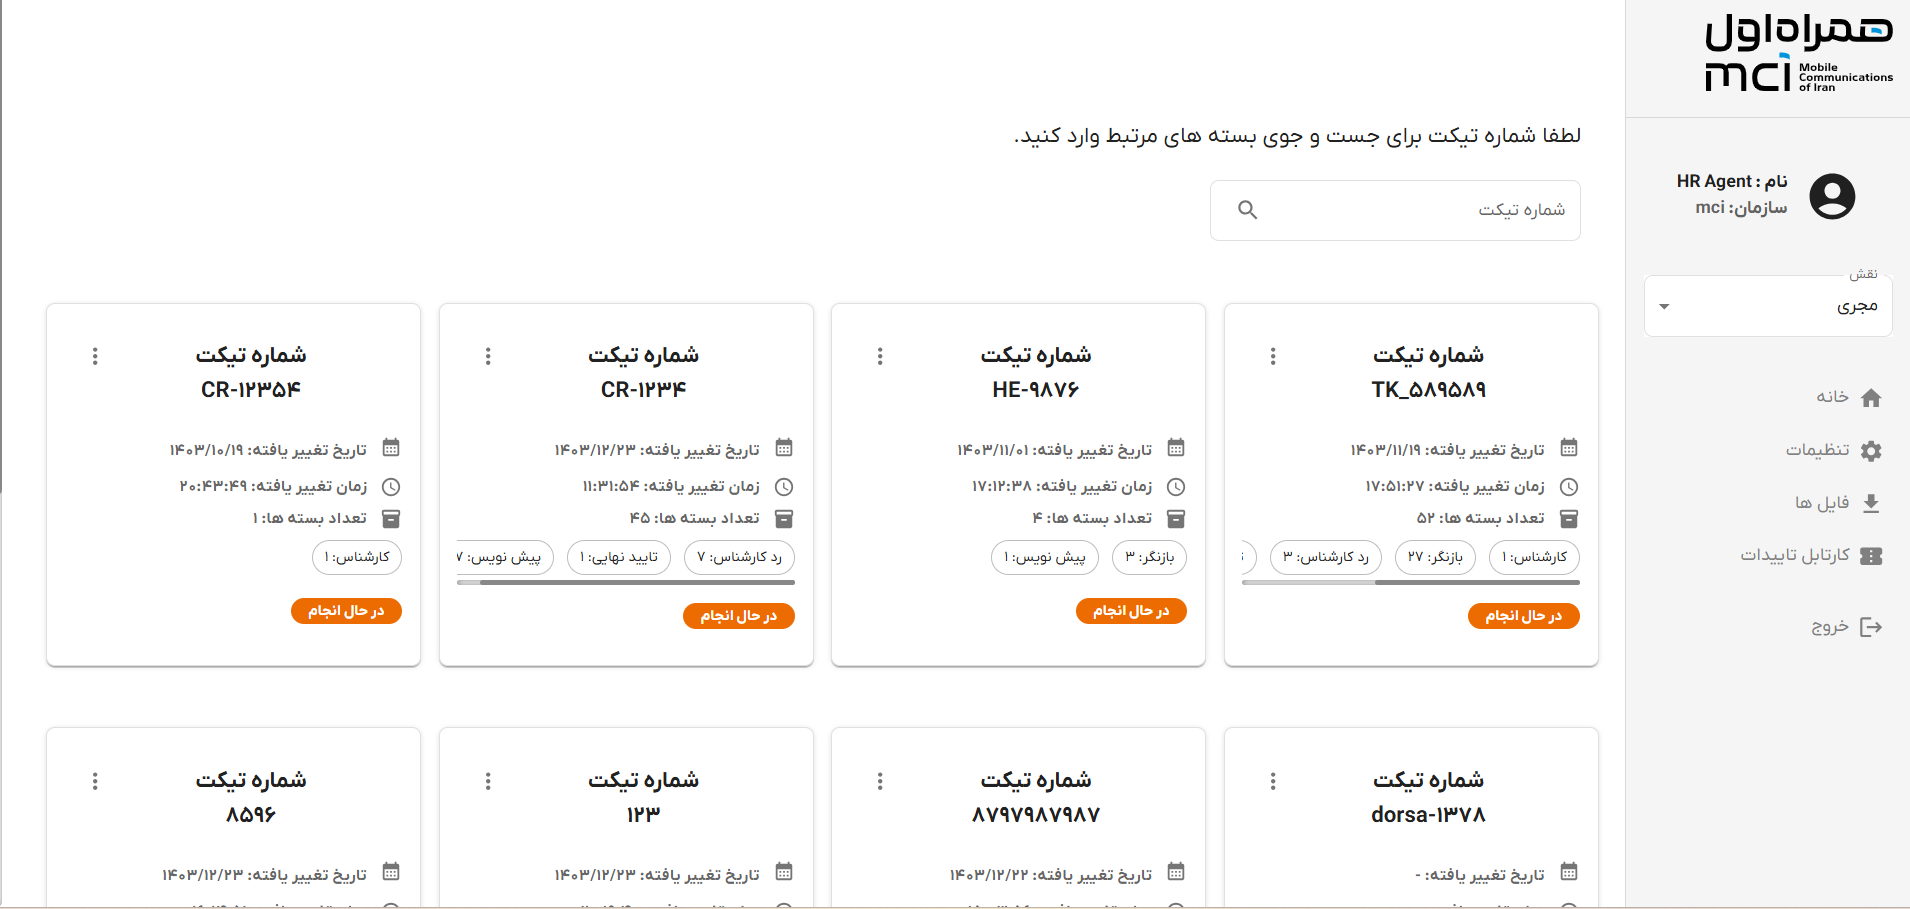 همراه اول
mci Mobile Communications of Iran
نام : HR Agent
سازمان: mci
نقش
مجری
خانه
تنظیمات
فایل ها
کارتابل تاییدات
خروج
لطفا شماره تیکت برای جست و جوی بسته های مرتبط وارد کنید.
شماره تیکت
شماره تیکت
TK_۵۸۹۵۸۹
تاریخ تغییر یافته: ۱۴۰۳/۱۱/۱۹
زمان تغییر یافته: ۱۷:۵۱:۲۷
تعداد بسته ها: ۵۲
کارشناس: ۱
بازنگر: ۲۷
رد کارشناس: ۳
در حال انجام
شماره تیکت
HE-۹۸۷۶
تاریخ تغییر یافته: ۱۴۰۳/۱۱/۰۱
زمان تغییر یافته: ۱۷:۱۲:۳۸
تعداد بسته ها: ۴
بازنگر: ۳
پیش نویس: ۱
در حال انجام
شماره تیکت
CR-۱۲۳۴
تاریخ تغییر یافته: ۱۴۰۳/۱۲/۲۳
زمان تغییر یافته: ۱۱:۳۱:۵۴
تعداد بسته ها: ۴۵
رد کارشناس: ۷
تایید نهایی: ۱
پیش نویس: ۷
در حال انجام
شماره تیکت
CR-۱۲۳۵۴
تاریخ تغییر یافته: ۱۴۰۳/۱۰/۱۹
زمان تغییر یافته: ۲۰:۴۳:۴۹
تعداد بسته ها: ۱
کارشناس: ۱
در حال انجام
شماره تیکت
dorsa-۱۳۷۸
تاریخ تغییر یافته: -
شماره تیکت
۸۷۹۷۹۸۷۹۸۷
تاریخ تغییر یافته: ۱۴۰۳/۱۲/۲۲
شماره تیکت
۱۲۳
تاریخ تغییر یافته: ۱۴۰۳/۱۲/۲۳
شماره تیکت
۸۵۹۶
تاریخ تغییر یافته: ۱۴۰۳/۱۲/۲۳